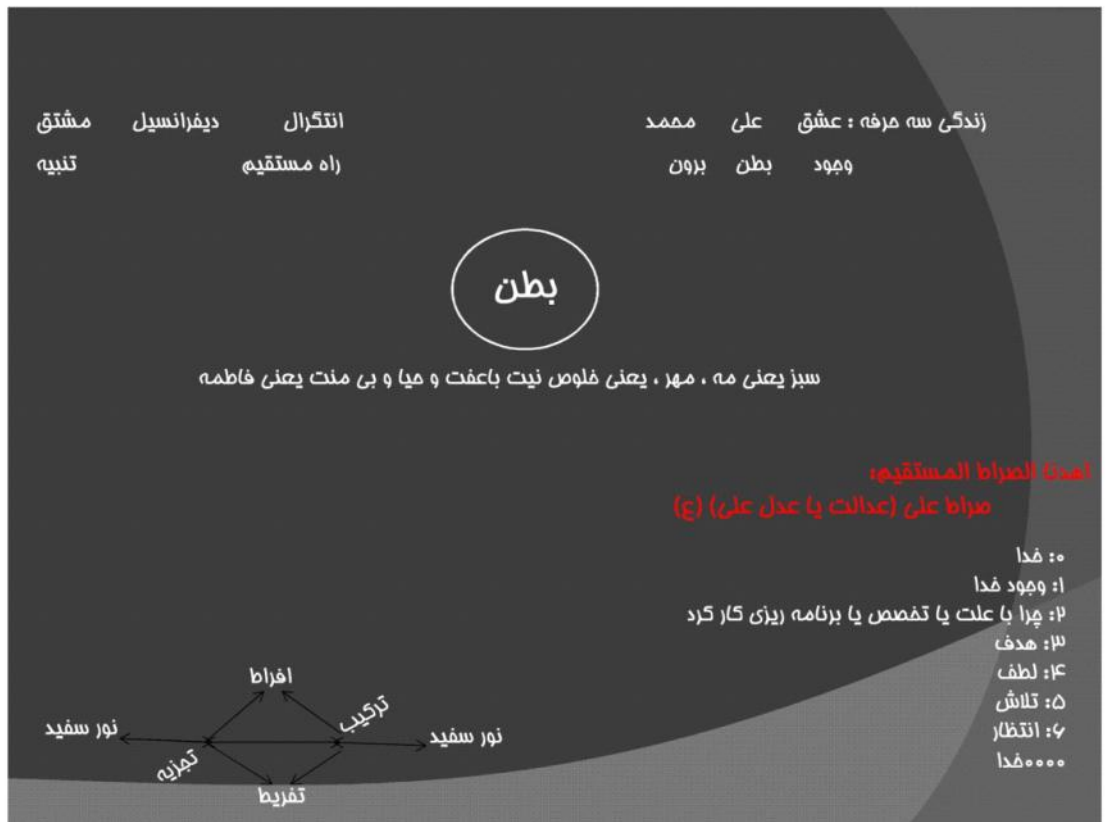 زندگی سه حرفه : عشق علی محمد
وجود بطن برون
انتگرال دیفرانسیل مشتق
راه مستقیم تنبیه
بطن
سبز یعنی مه ، مهر ، یعنی خلوص نیت باعفت و حیا و بی منت یعنی فاطمه
اهدنا الصراط المستقیم:
صراط علی (عدالت یا عدل علی) (ع)
۰: خدا
۱: وجود خدا
۲: چرا با علت یا تخصص یا برنامه ریزی کار کرد
۳: هدف
۴: لطف
۵: تلاش
۶: انتظار
۰۰۰۰خدا
افراط
ترکیب
نور سفید
نور سفید
تجزیه
تفریط